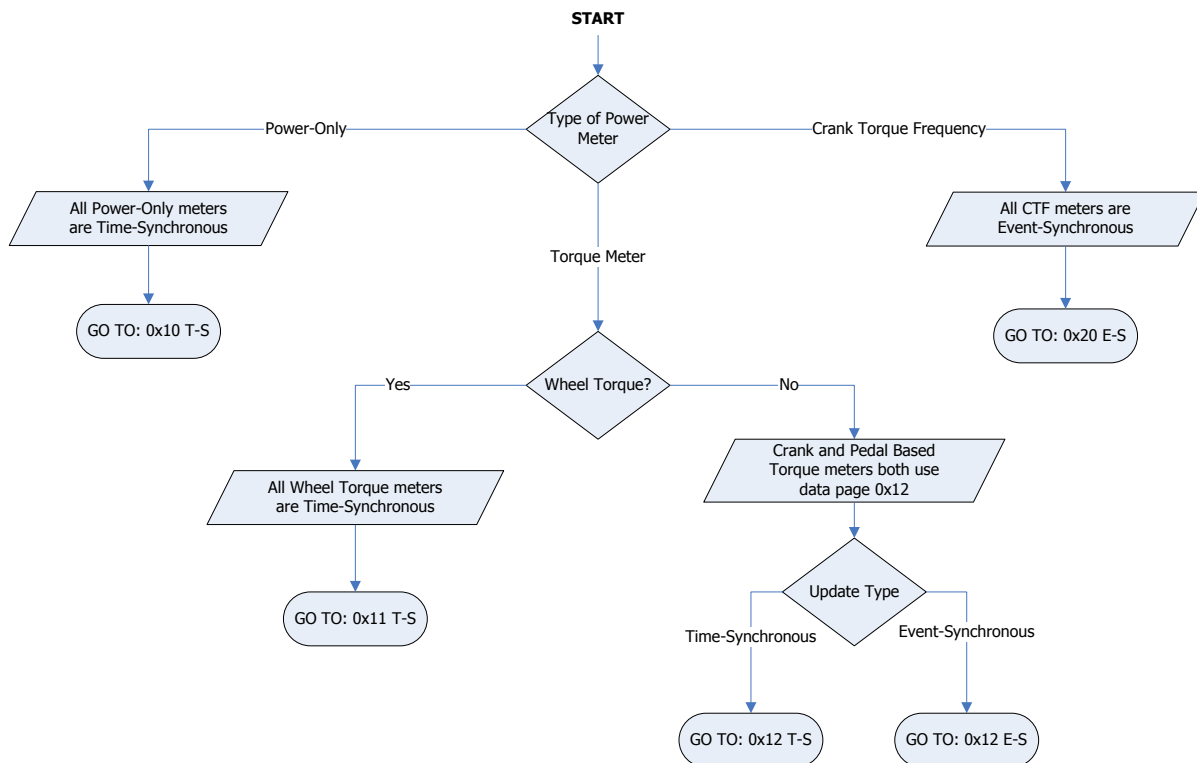 START
Type of Power
Meter
Power-Only
Crank Torque Frequency
All Power-Only meters
are Time-Synchronous
All CTF meters are
Event-Synchronous
Torque Meter
GO TO: 0x10 T-S
GO TO: 0x20 E-S
Wheel Torque?
Yes
No
Crank and Pedal Based
Torque meters both use
data page 0x12
All Wheel Torque meters
are Time-Synchronous
Update Type
GO TO: 0x11 T-S
Time-Synchronous
Event-Synchronous
GO TO: 0x12 T-S
GO TO: 0x12 E-S